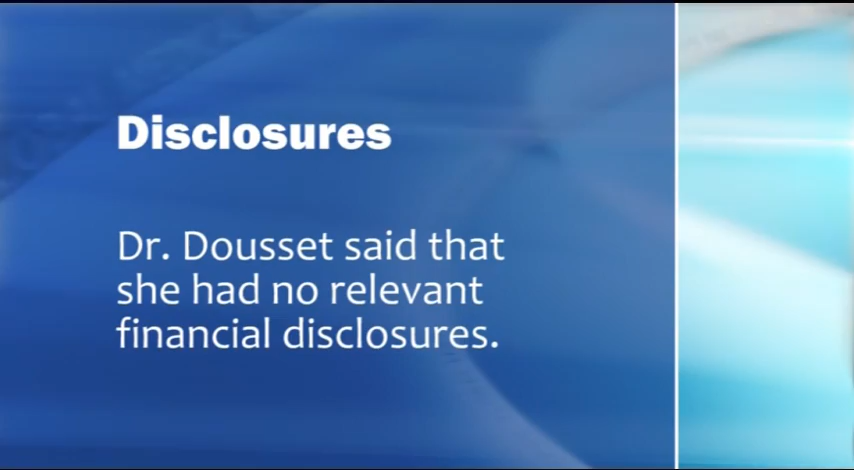 Disclosures
Dr. Dousset said that
she had no relevant
financial disclosures.